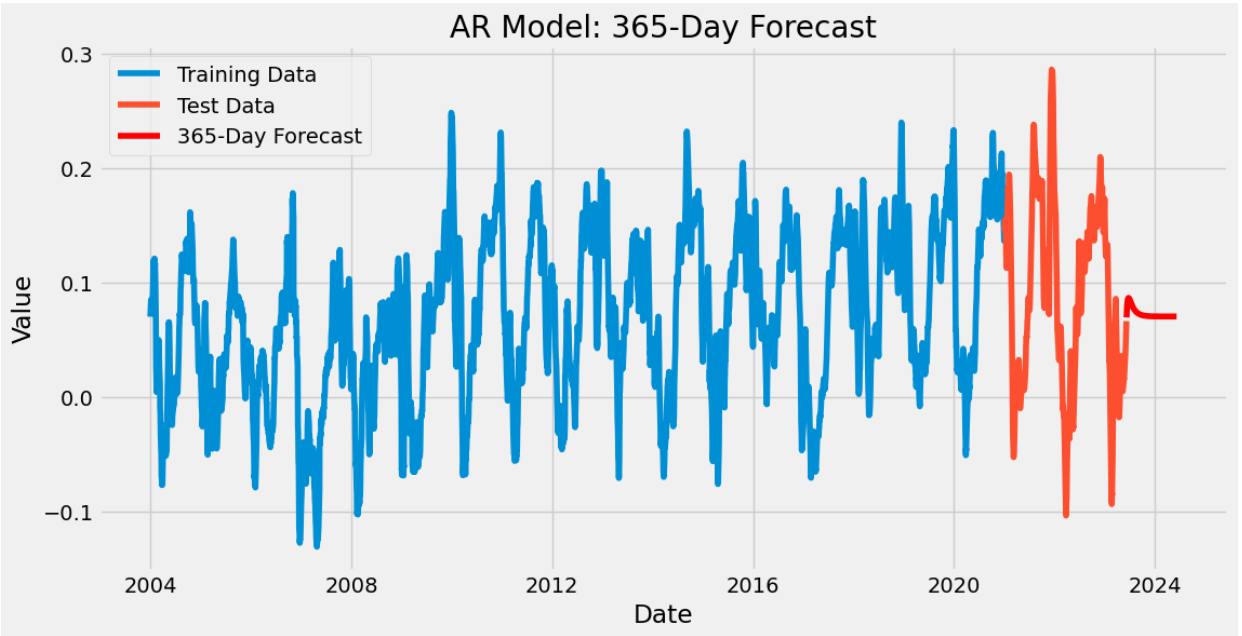 AR Model: 365-Day Forecast
0.3
Training Data
Test Data
365-Day Forecast
0.2
0.1
0.0
−0.1
Value
2004 2008 2012 2016 2020 2024
Date